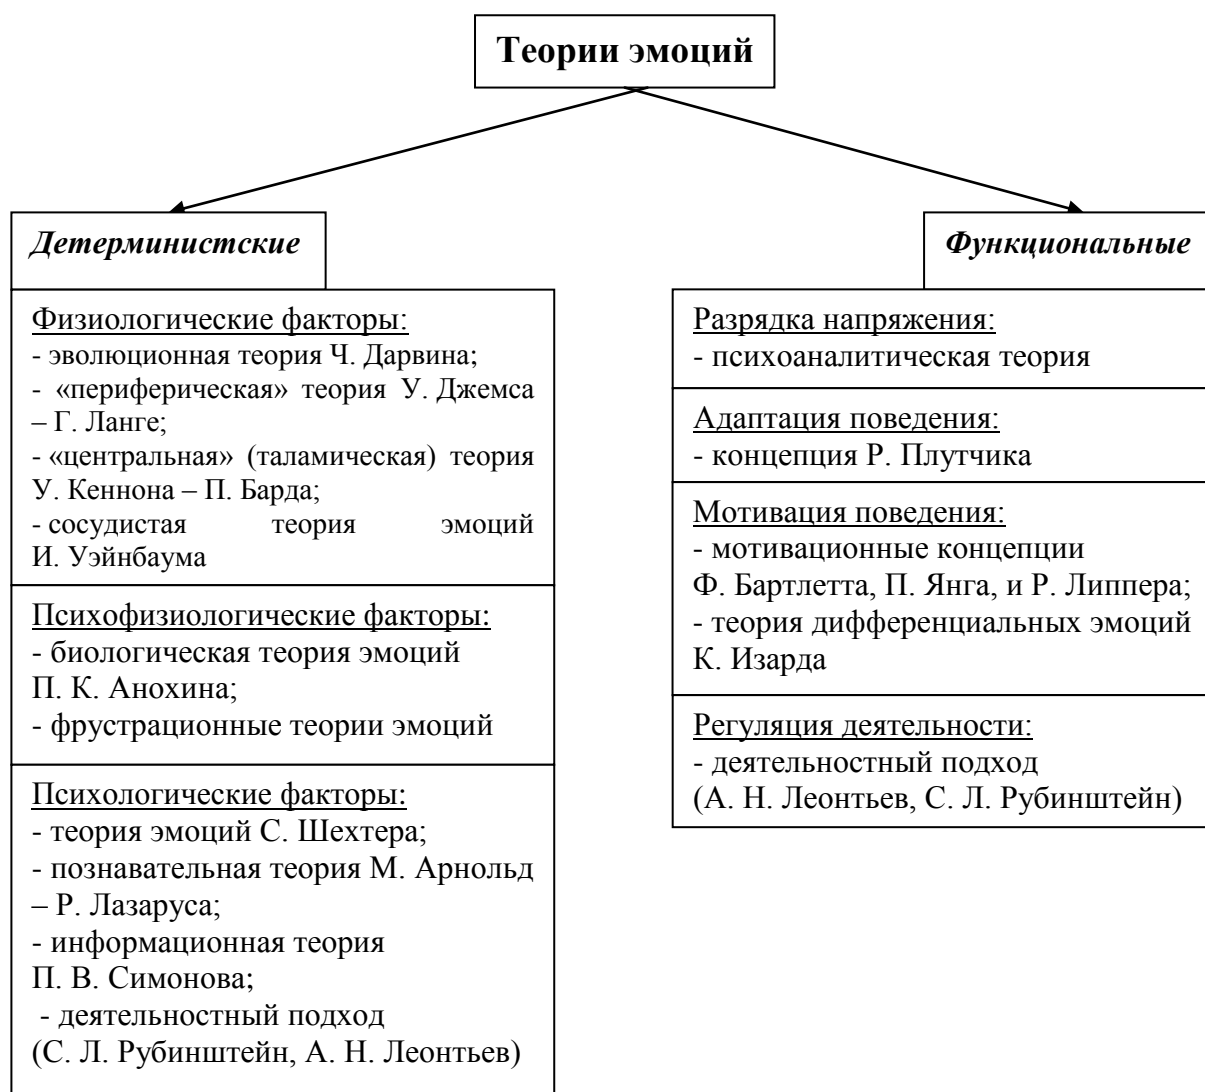 Теории эмоций
Детерминистские
Физиологические факторы:
- эволюционная теория Ч. Дарвина;
- «периферическая» теория У. Джемса
– Г. Ланге;
- «центральная» (таламическая) теория
У. Кеннона – П. Барда;
- сосудистая теория эмоций
И. Уэйнбаума
Психофизиологические факторы:
- биологическая теория эмоций
П. К. Анохина;
- фрустрационные теории эмоций
Психологические факторы:
- теория эмоций С. Шехтера;
- познавательная теория М. Арнольд
– Р. Лазаруса;
- информационная теория
П. В. Симонова;
- деятельностный подход
(С. Л. Рубинштейн, А. Н. Леонтьев)
Функциональные
Разрядка напряжения:
- психоаналитическая теория
Адаптация поведения:
- концепция Р. Плутчика
Мотивация поведения:
- мотивационные концепции
Ф. Бартлетта, П. Янга, и Р. Липпера;
- теория дифференциальных эмоций
К. Изарда
Регуляция деятельности:
- деятельностный подход
(А. Н. Леонтьев, С. Л. Рубинштейн)